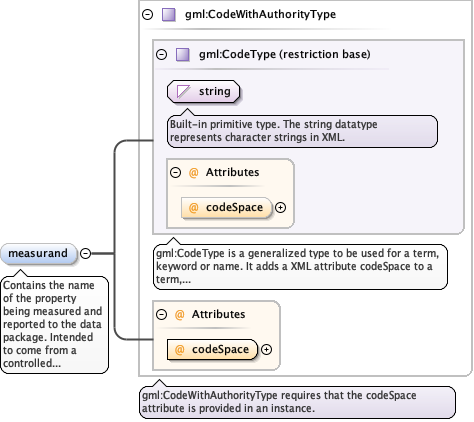 gml:CodeWithAuthorityType
gml:CodeType (restriction base)
string
Built-in primitive type. The string datatype
represents character strings in XML.
@ Attributes
@ codeSpace
gml:CodeType is a generalized type to be used for a term,
keyword or name. It adds a XML attribute codeSpace to a
term,...
measurand
Contains the name
of the property
being measured and
reported to the data
package. Intended
to come from a
controlled...
@ Attributes
@ codeSpace
gml:CodeWithAuthorityType requires that the codeSpace
attribute is provided in an instance.